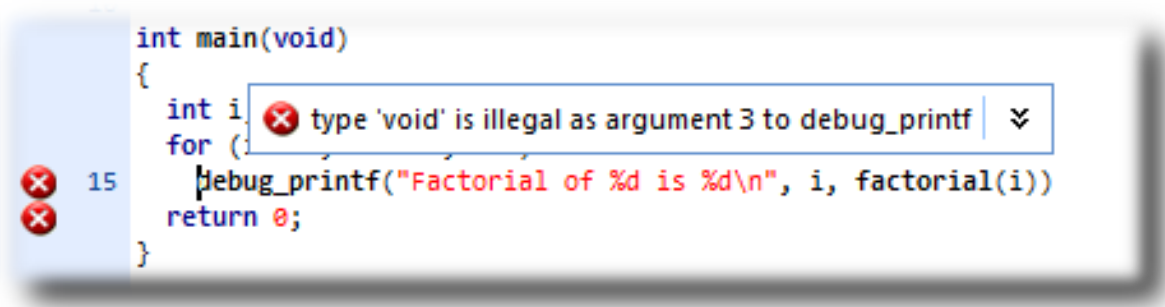 int main(void)
{
int i
type 'void' is illegal as argument 3 to debug_printf
for (
15 debug_printf("Factorial of %d is %d\n", i, factorial(i))
return 0;
}